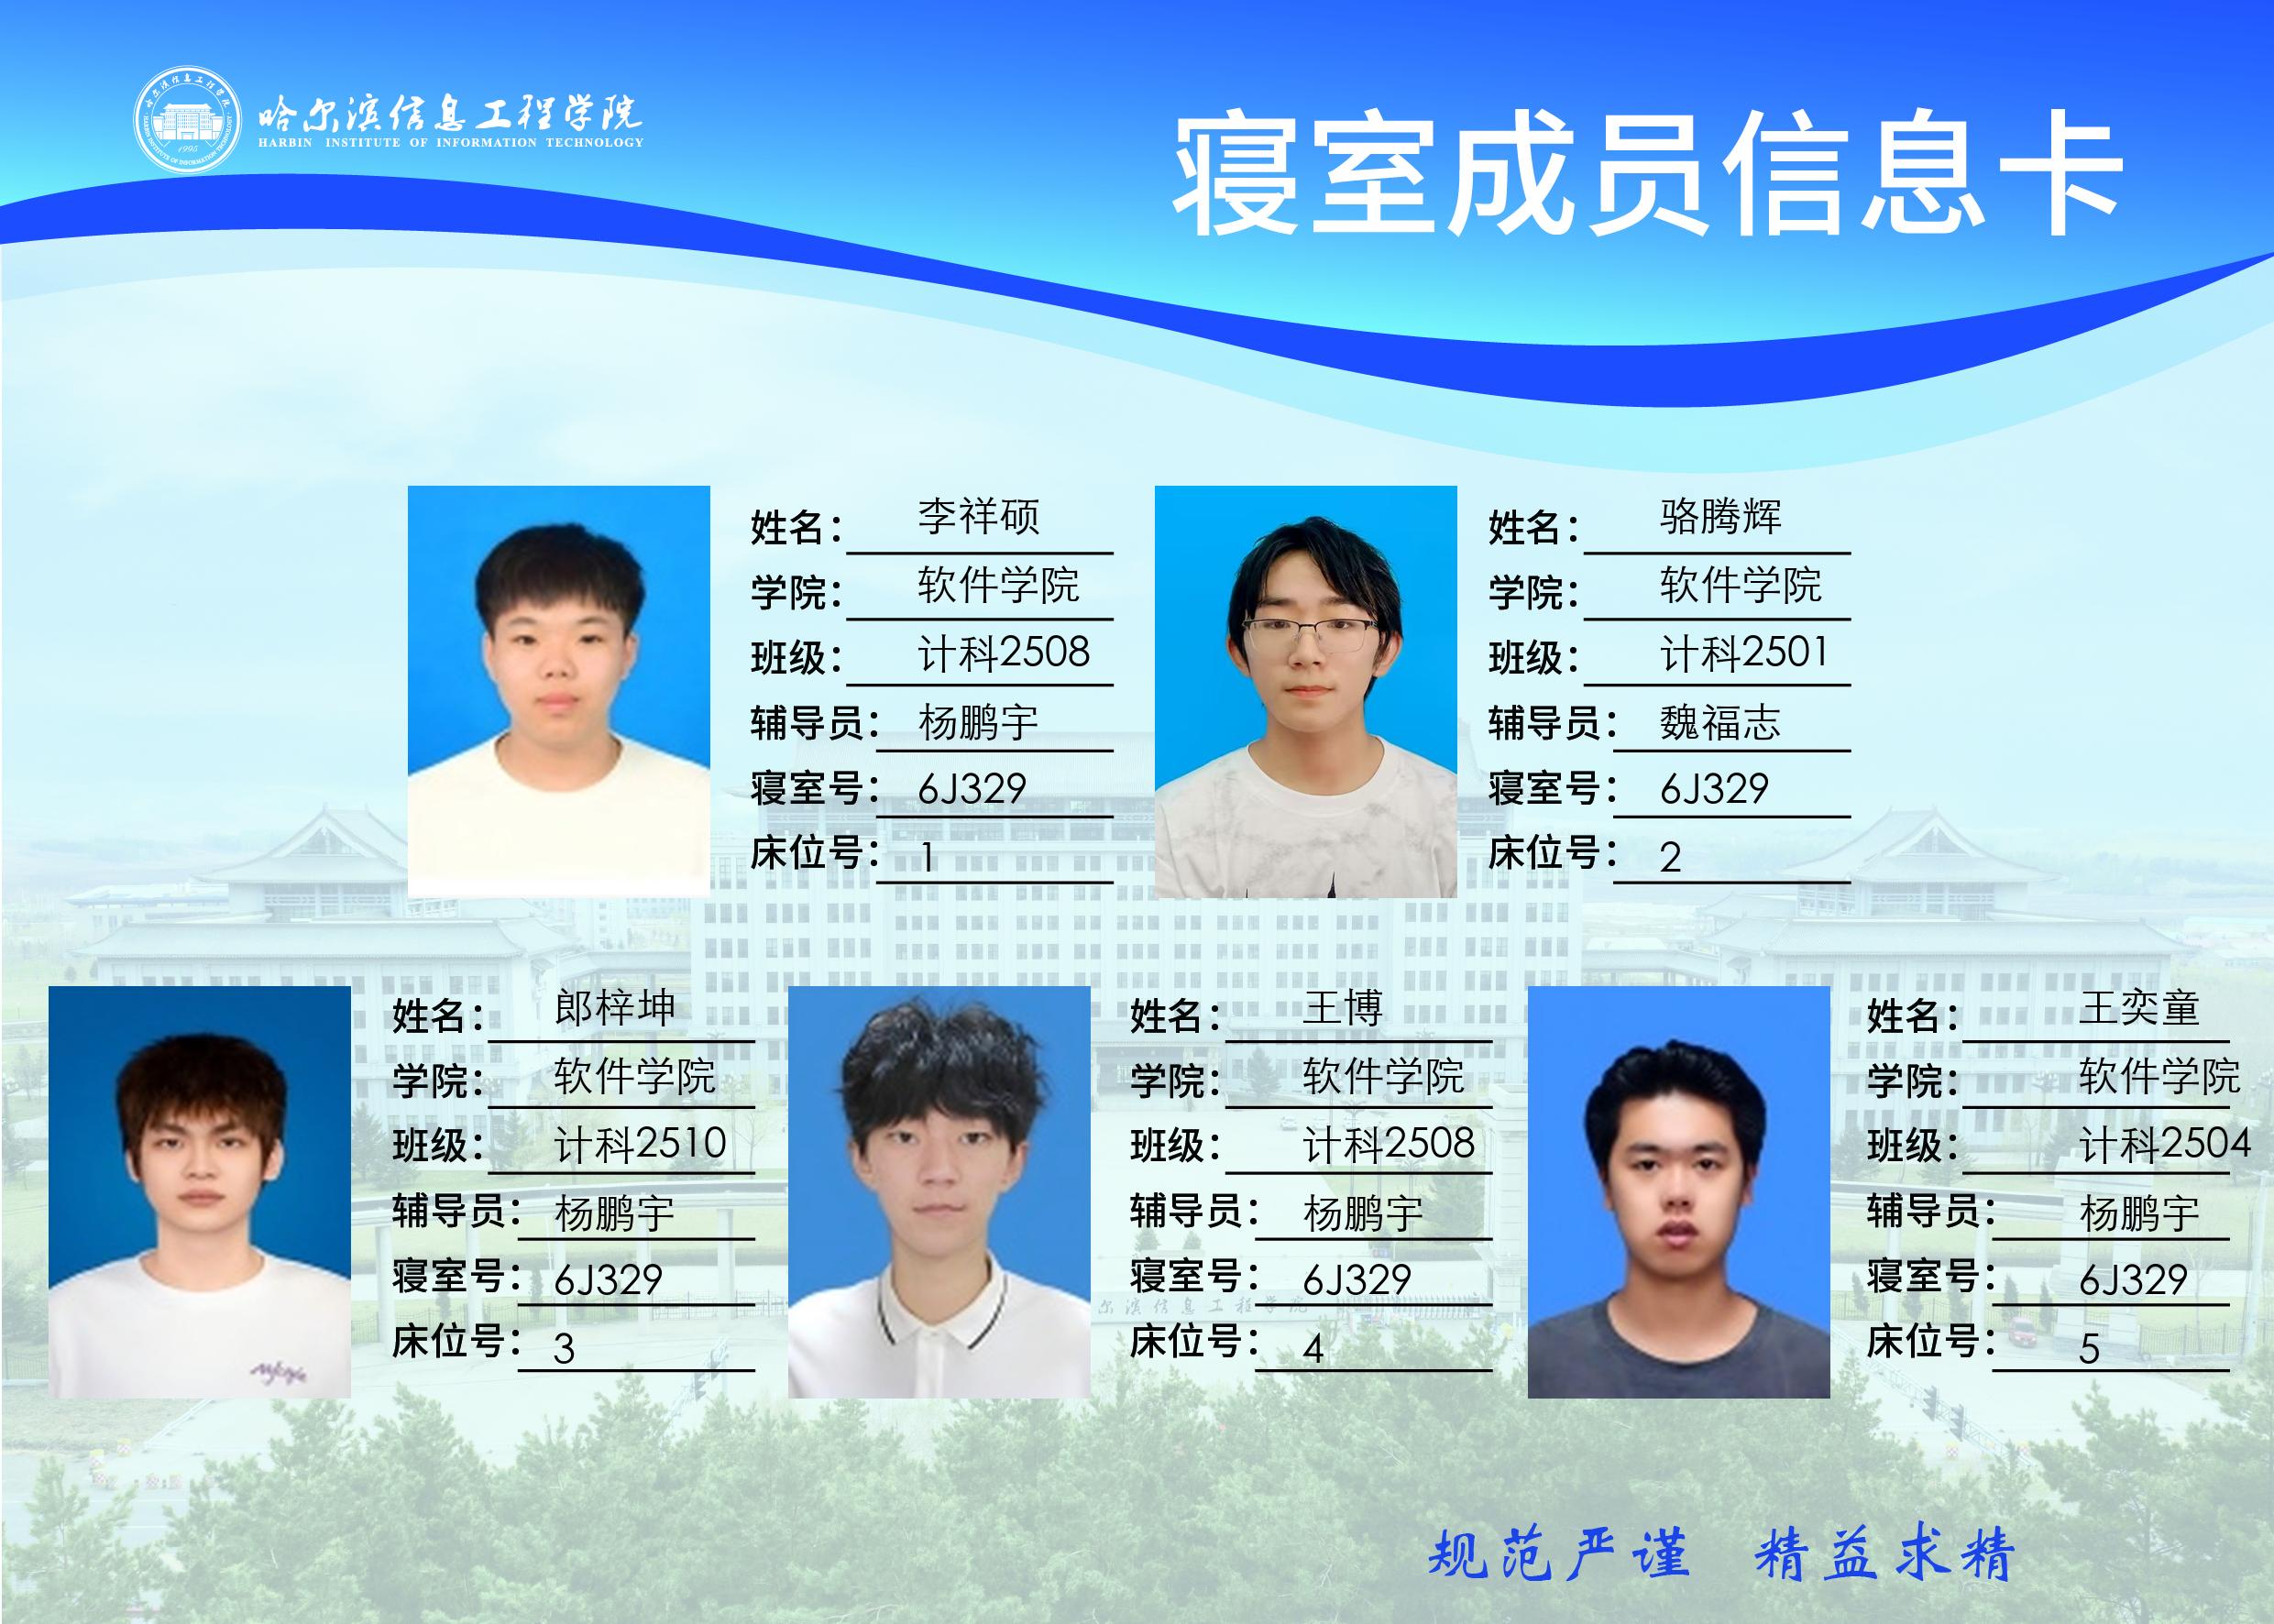 哈尔滨信息工程学院
HARBIN INSTITUTE OF INFORMATION TECHNOLOGY
1995
寝室成员信息卡
姓名： 李祥硕
学院： 软件学院
班级： 计科2508
辅导员： 杨鹏宇
寝室号： 6J329
床位号： 1
姓名： 骆腾辉
学院： 软件学院
班级： 计科2501
辅导员： 魏福志
寝室号： 6J329
床位号： 2
姓名： 郎梓坤
学院： 软件学院
班级： 计科2510
辅导员： 杨鹏宇
寝室号： 6J329
床位号： 3
姓名： 王博
学院： 软件学院
班级： 计科2508
辅导员： 杨鹏宇
寝室号： 6J329
床位号： 4
姓名： 王奕童
学院： 软件学院
班级： 计科2504
辅导员： 杨鹏宇
寝室号： 6J329
床位号： 5
规范严谨 精益求精